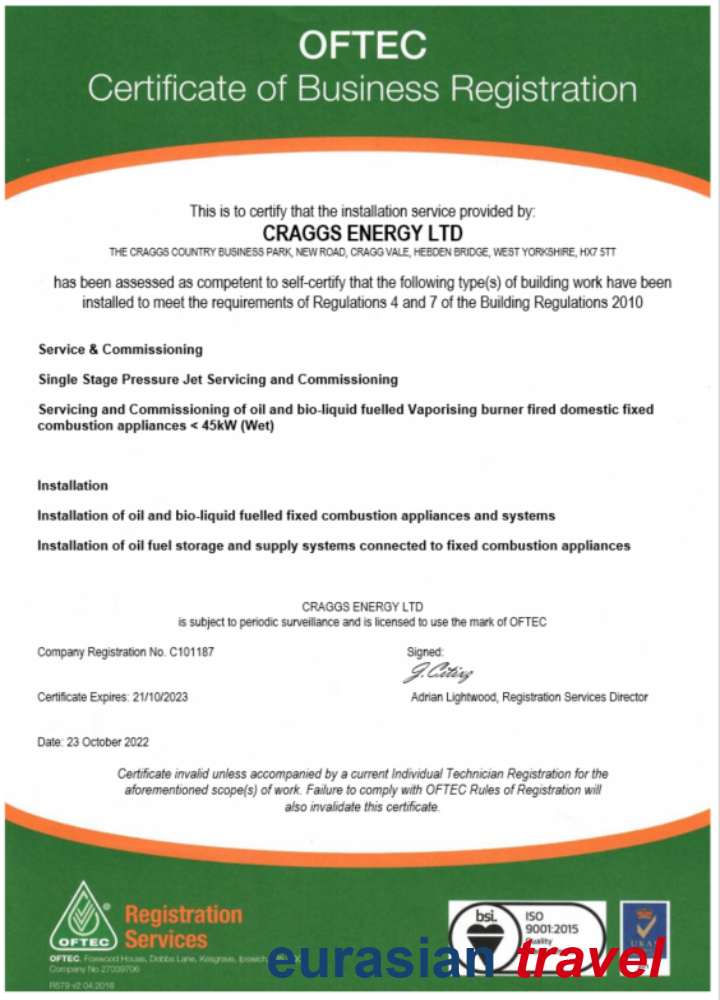 OFTEC
Certificate of Business Registration
This is to certify that the installation service provided by:
CRAGGS ENERGY LTD
THE CRAGGS COUNTRY BUSINESS PARK, NEW ROAD, CRAGG VALE, HEBDEN BRIDGE, WEST YORKSHIRE, HX7 5TT
has been assessed as competent to self-certify that the following type(s) of building work have been
installed to meet the requirements of Regulations 4 and 7 of the Building Regulations 2010
Service & Commissioning
Single Stage Pressure Jet Servicing and Commissioning
Servicing and Commissioning of oil and bio-liquid fuelled Vaporising burner fired domestic fixed
combustion appliances < 45kW (Wet)
Installation
Installation of oil and bio-liquid fuelled fixed combustion appliances and systems
Installation of oil fuel storage and supply systems connected to fixed combustion appliances
CRAGGS ENERGY LTD
is subject to periodic surveillance and is licensed to use the mark of OFTEC
Company Registration No. C101187
Signed:
Certificate Expires: 21/10/2023
Adrian Lightwood, Registration Services Director
Date: 23 October 2022
Certificate invalid unless accompanied by a current Individual Technician Registration for the
aforementioned scope(s) of work. Failure to comply with OFTEC Rules of Registration will
also invalidate this certificate.
OFTEC
Registration
Services
bsi.
ISO
9001:2015
Quality
UKAS
OFTEC, Foxwood House, Dobbs Lane, Kesgrave, Ipswich
Company No 27039706
eurasian travel